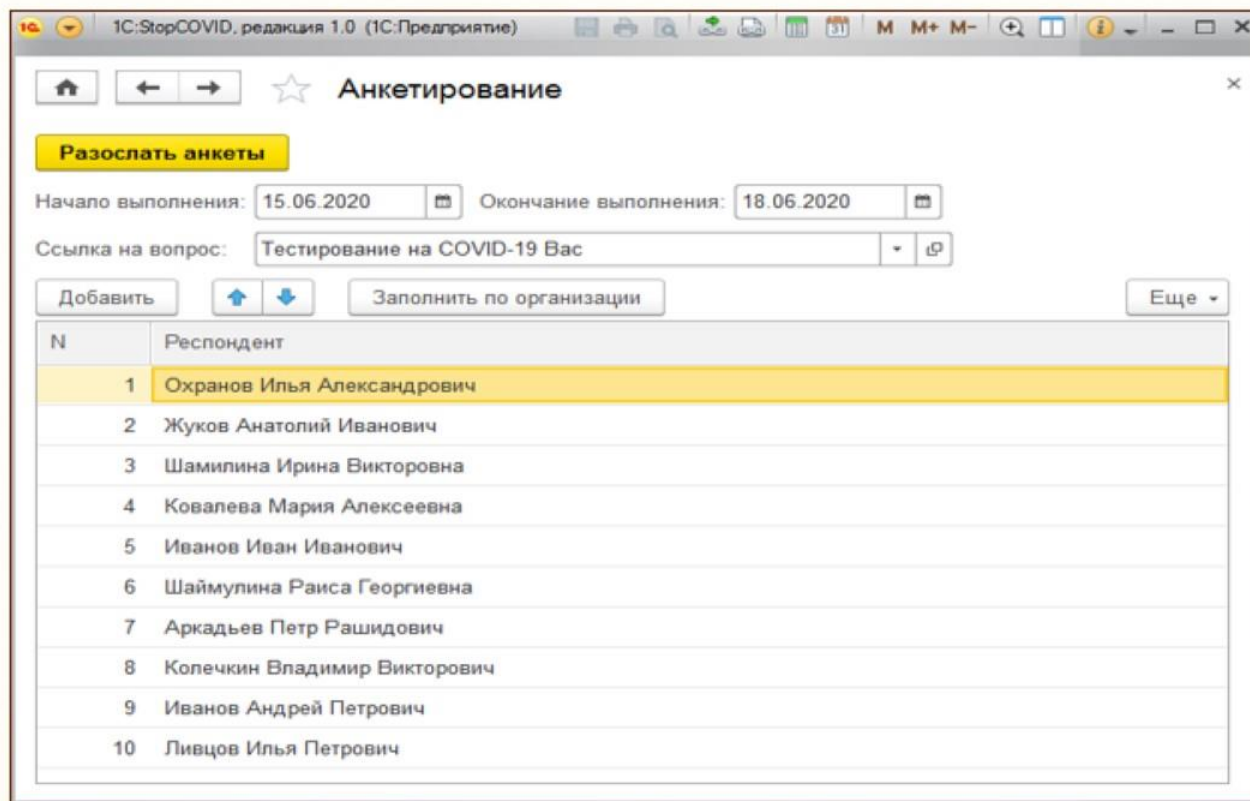 1С:StopCOVID, редакция 1.0 (1С:Предприятие) 31 M M+ M-
Анкетирование
Разослать анкеты
Начало выполнения: 15.06.2020 Окончание выполнения: 18.06.2020
Ссылка на вопрос: Тестирование на COVID-19 Вас
Добавить Заполнить по организации Еще
N Респондент
1 Охранов Илья Александрович
2 Жуков Анатолий Иванович
3 Шамилина Ирина Викторовна
4 Ковалева Мария Алексеевна
5 Иванов Иван Иванович
6 Шаймулина Раиса Георгиевна
7 Аркадьев Петр Рашидович
8 Колечкин Владимир Викторович
9 Иванов Андрей Петрович
10 Ливцов Илья Петрович